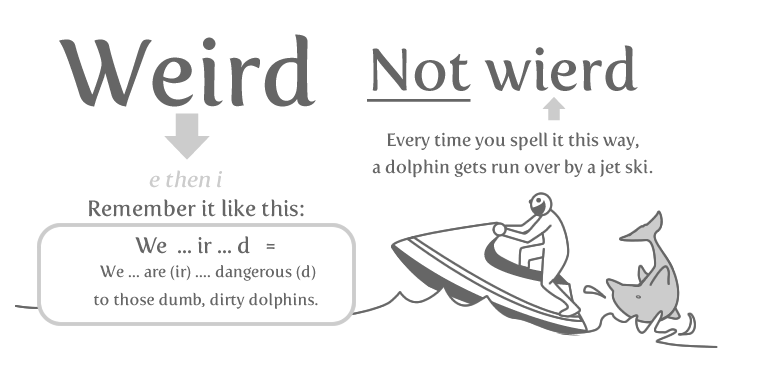 Weird
e then i
Remember it like this:
We ... ir ... d =
We ... are (ir) .... dangerous (d)
to those dumb, dirty dolphins.
Not wierd
Every time you spell it this way,
a dolphin gets run over by a jet ski.